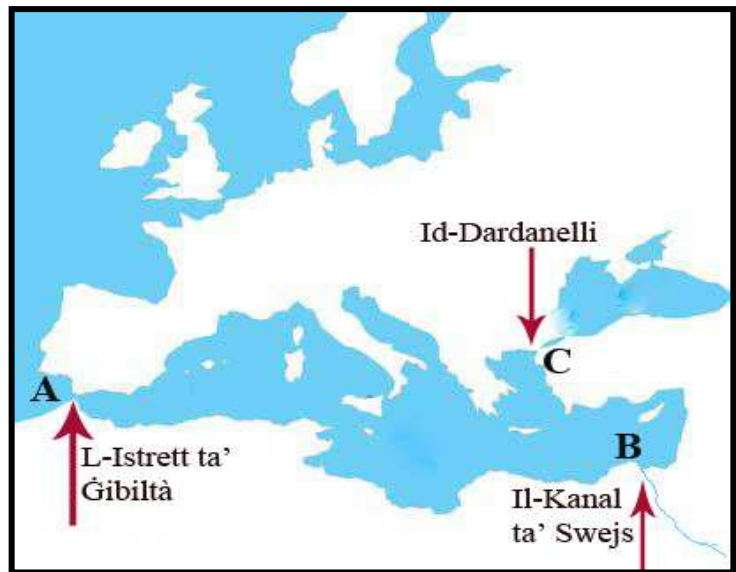 Id-Dardanelli
C
A
L-Istrett ta'
Ġibiltà
B
Il-Kanal
ta' Swejs